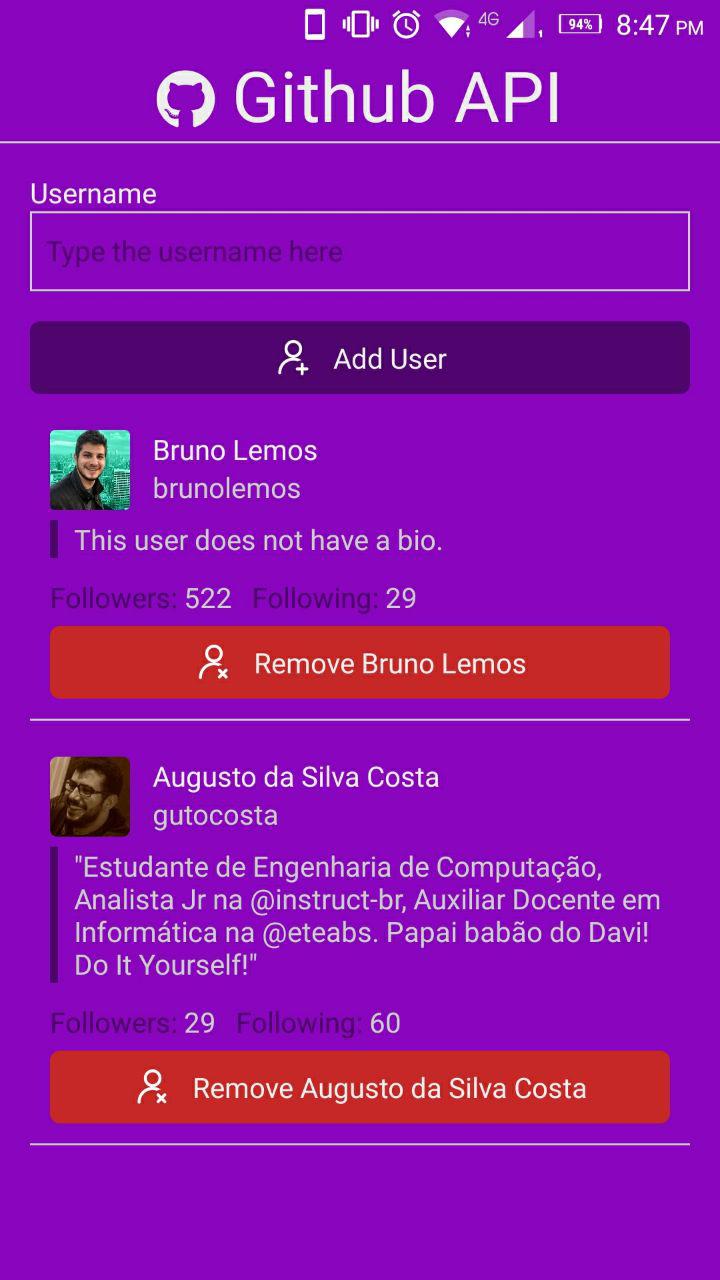 4G 94% 8:47 PM
Github API
Username
Type the username here
Add User
Bruno Lemos
brunolemos
This user does not have a bio.
Followers: 522 Following: 29
Remove Bruno Lemos
Augusto da Silva Costa
gutocosta
"Estudante de Engenharia de Computação,
Analista Jr na @instruct-br, Auxiliar Docente em
Informática na @eteabs. Papai babão do Davi!
Do It Yourself!"
Followers: 29 Following: 60
Remove Augusto da Silva Costa